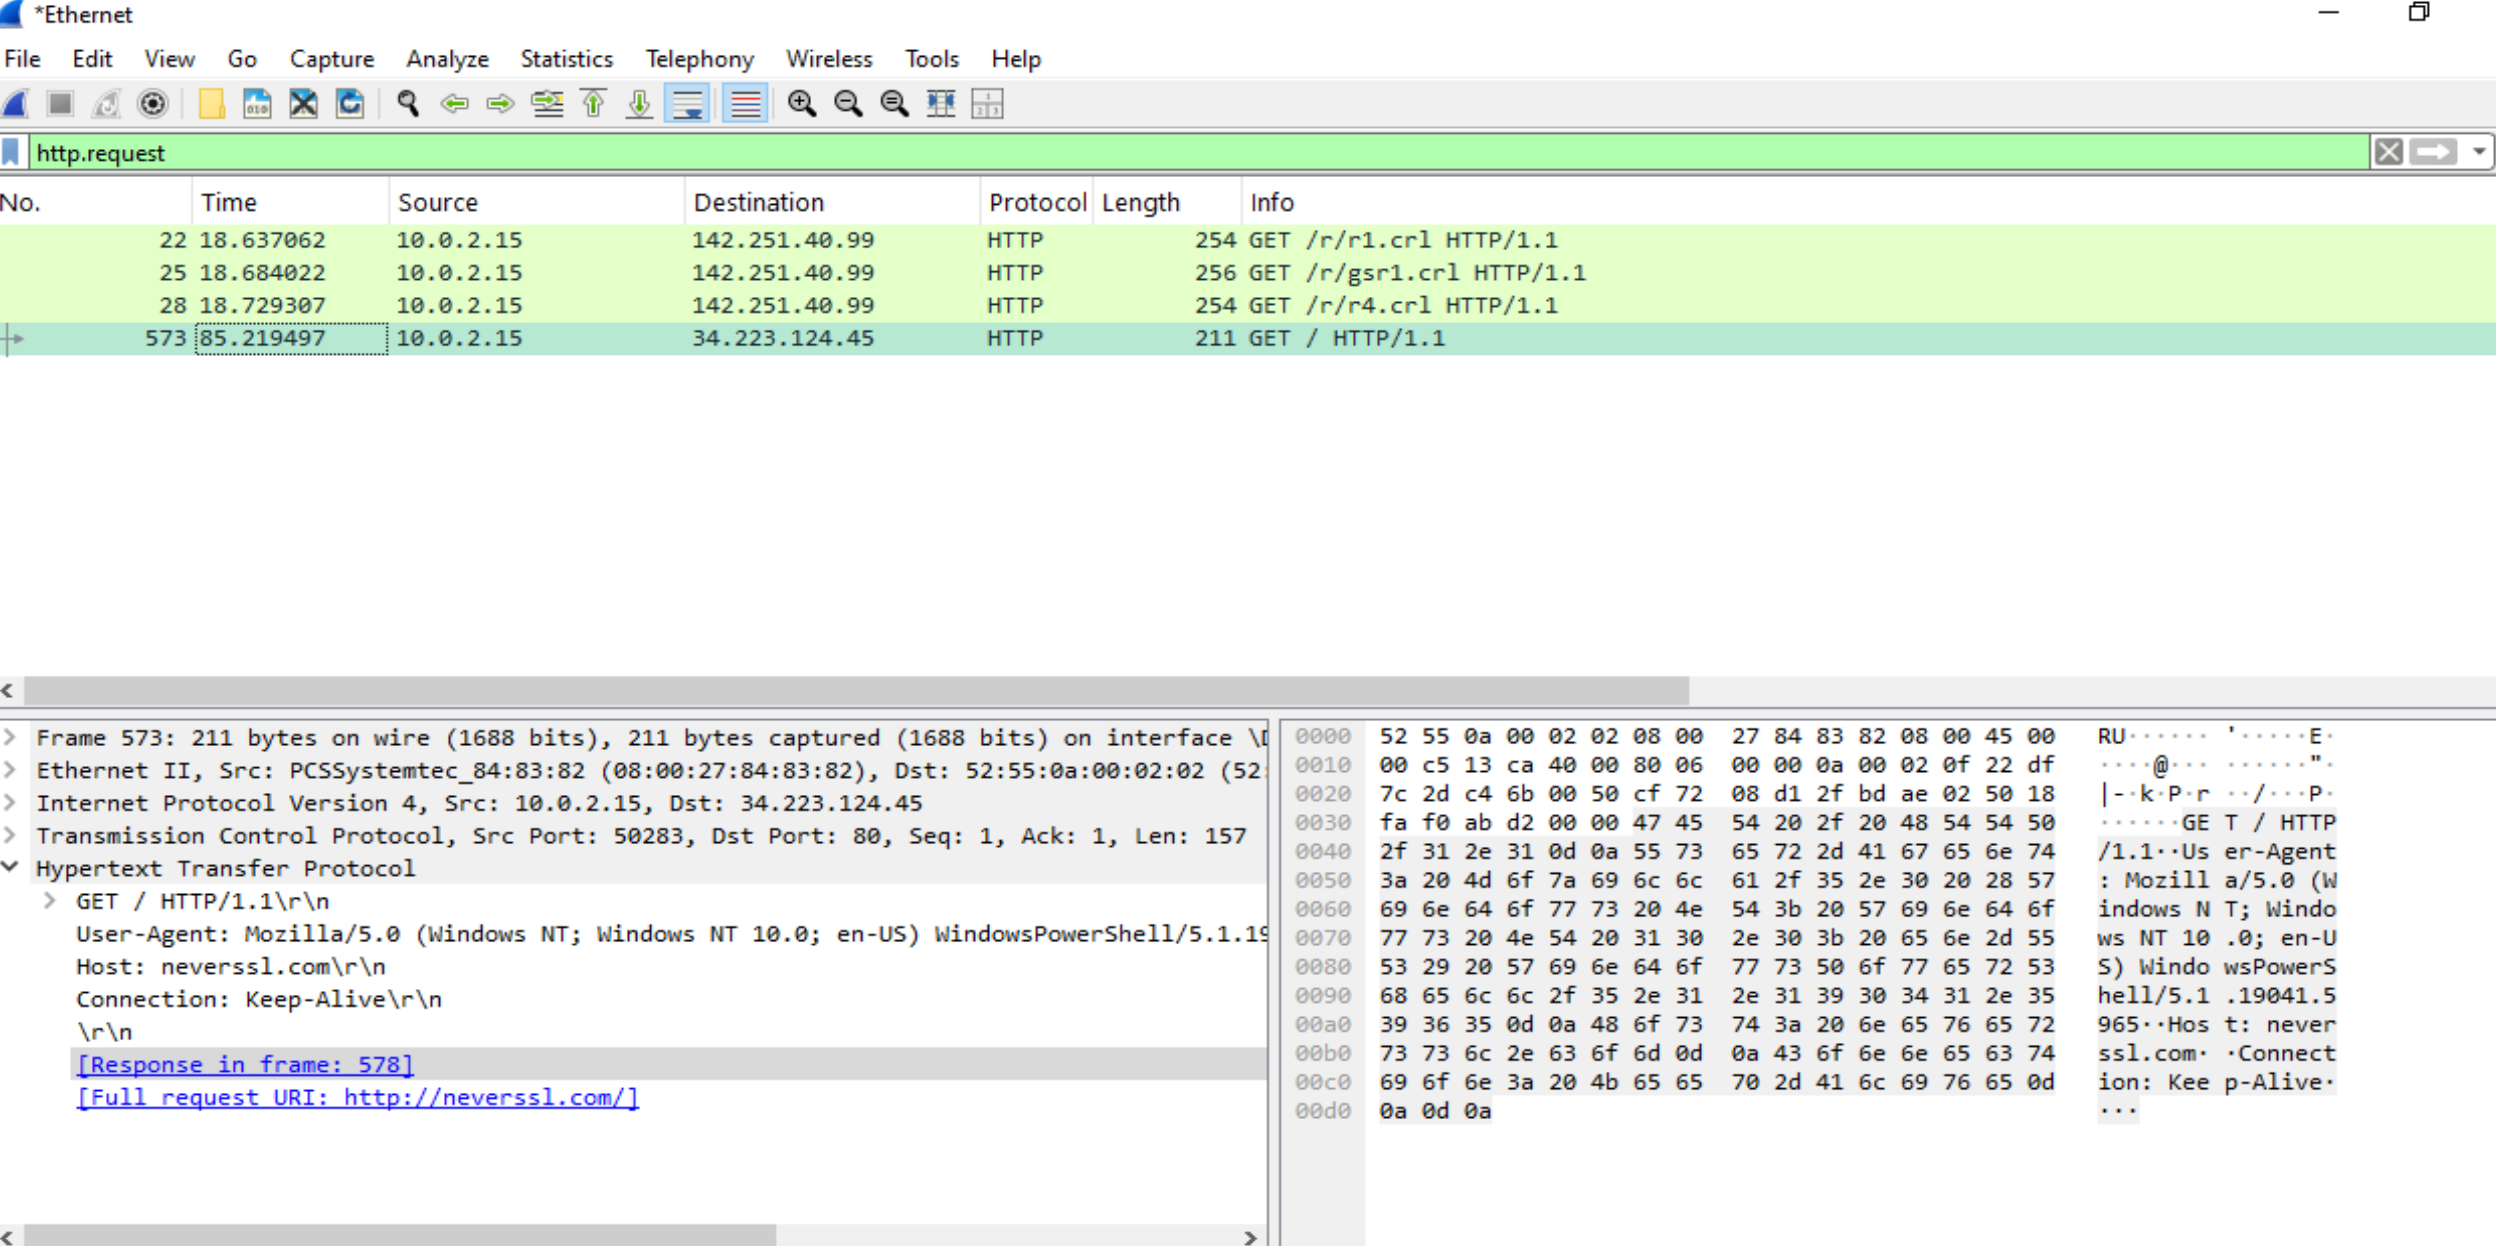 *Ethernet
File Edit View Go Capture Analyze Statistics Telephony Wireless Tools Help
http.request
No. Time Source Destination Protocol Length Info
22 18.637062 10.0.2.15 142.251.40.99 HTTP 254 GET /r/r1.crl HTTP/1.1
25 18.684022 10.0.2.15 142.251.40.99 HTTP 256 GET /r/gsr1.crl HTTP/1.1
28 18.729307 10.0.2.15 142.251.40.99 HTTP 254 GET /r/r4.crl HTTP/1.1
573 85.219497 10.0.2.15 34.223.124.45 HTTP 211 GET / HTTP/1.1
Frame 573: 211 bytes on wire (1688 bits), 211 bytes captured (1688 bits) on interface \
Ethernet II, Src: PCSSystemtec_84:83:82 (08:00:27:84:83:82), Dst: 52:55:0a:00:02:02 (52:
Internet Protocol Version 4, Src: 10.0.2.15, Dst: 34.223.124.45
Transmission Control Protocol, Src Port: 50283, Dst Port: 80, Seq: 1, Ack: 1, Len: 157
Hypertext Transfer Protocol
GET / HTTP/1.1\r\n
User-Agent: Mozilla/5.0 (Windows NT; Windows NT 10.0; en-US) WindowsPowerShell/5.1.19
Host: neverssl.com\r\n
Connection: Keep-Alive\r\n
\r\n
[Response in frame: 578]
[Full request URI: http://neverssl.com/]
0000 52 55 0a 00 02 02 08 00 27 84 83 82 08 00 45 00 RU······ '·····E·
0010 00 c5 13 ca 40 00 80 06 00 00 0a 00 02 0f 22 df ····@··· ······"·
0020 7c 2d c4 6b 00 50 cf 72 08 d1 2f bd ae 02 50 18 |-·k·P·r ··/···P·
0030 fa f0 ab d2 00 00 47 45 54 20 2f 20 48 54 54 50 ······GE T / HTTP
0040 2f 31 2e 31 0d 0a 55 73 65 72 2d 41 67 65 6e 74 /1.1··Us er-Agent
0050 3a 20 4d 6f 7a 69 6c 6c 61 2f 35 2e 30 20 28 57 : Mozill a/5.0 (W
0060 69 6e 64 6f 77 73 20 4e 54 3b 20 57 69 6e 64 6f indows N T; Windo
0070 77 73 20 4e 54 20 31 30 2e 30 3b 20 65 6e 2d 55 ws NT 10 .0; en-U
0080 53 29 20 57 69 6e 64 6f 77 73 50 6f 77 65 72 53 S) Windo wsPowerS
0090 68 65 6c 6c 2f 35 2e 31 2e 31 39 30 34 31 2e 35 hell/5.1 .19041.5
00a0 39 36 35 0d 0a 48 6f 73 74 3a 20 6e 65 76 65 72 965··Hos t: never
00b0 73 73 6c 2e 63 6f 6d 0d 0a 43 6f 6e 6e 65 63 74 ssl.com· ·Connect
00c0 69 6f 6e 3a 20 4b 65 65 70 2d 41 6c 69 76 65 0d ion: Kee p-Alive·
00d0 0a 0d 0a ···